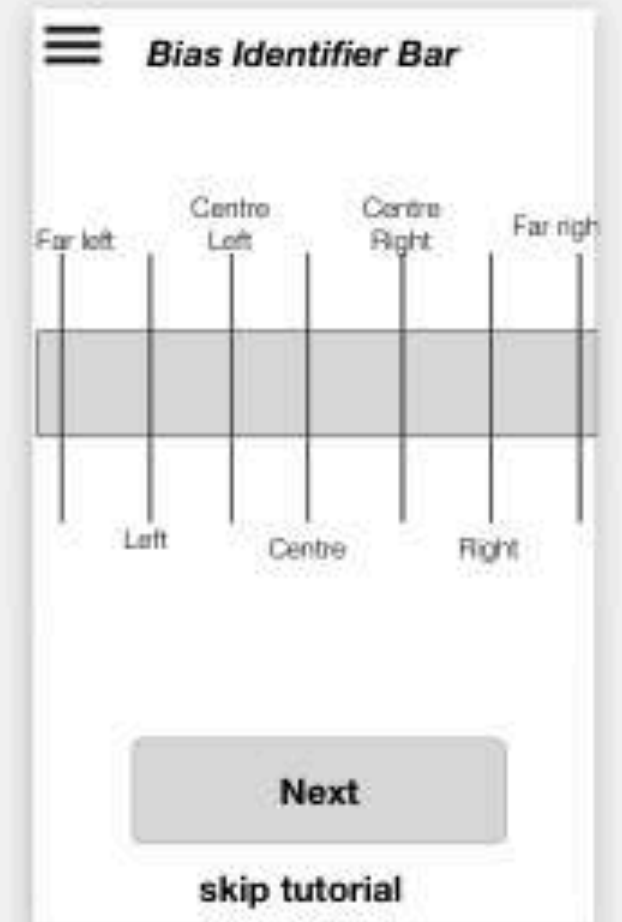 Bias Identifier Bar
Centre
Left
Centre
Right
Far left
Far righ
Left
Centre
Right
Next
skip tutorial